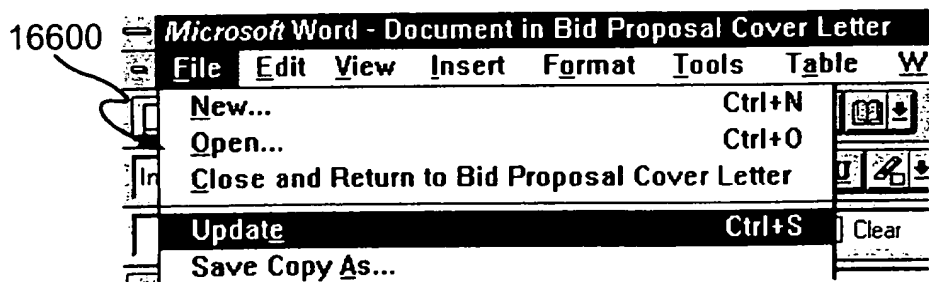 16600
Microsoft Word - Document in Bid Proposal Cover Letter
File Edit View Insert Format Tools Table W
New... Ctrl+N
Open... Ctrl+O
In
Close and Return to Bid Proposal Cover Letter U
Update Ctrl+S Clear
Save Copy As...